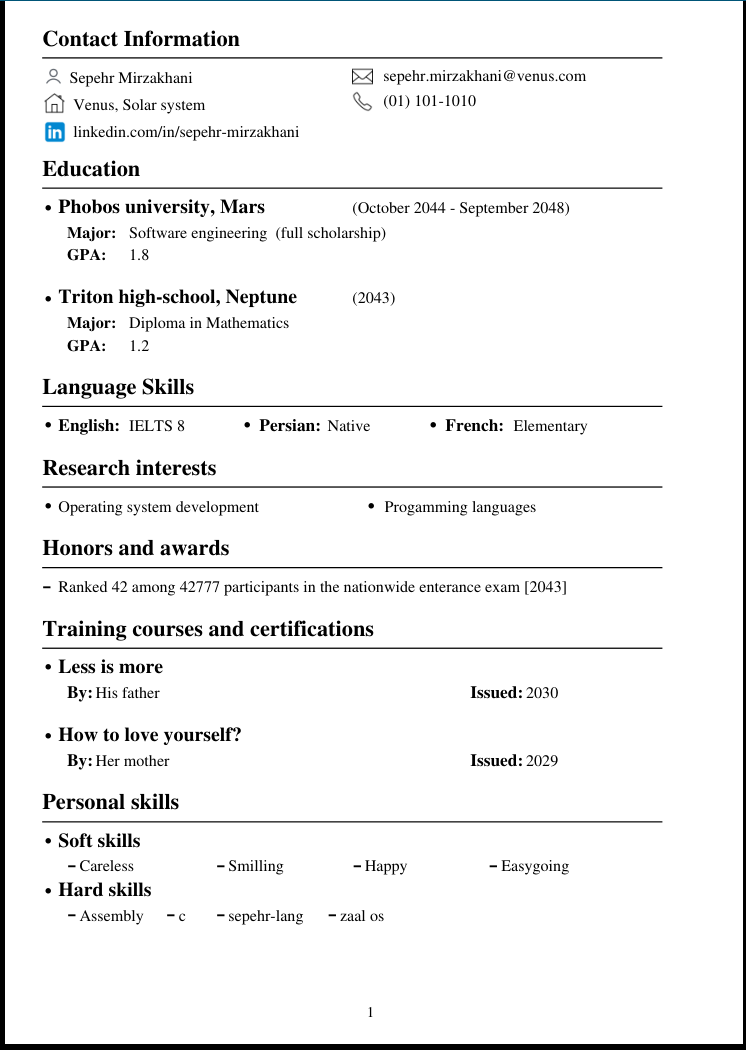 Contact Information
Sepehr Mirzakhani
sepehr.mirzakhani@venus.com
Venus, Solar system
(01) 101-1010
in linkedin.com/in/sepehr-mirzakhani
Education
• Phobos university, Mars (October 2044 - September 2048)
Major: Software engineering (full scholarship)
GPA: 1.8
• Triton high-school, Neptune (2043)
Major: Diploma in Mathematics
GPA: 1.2
Language Skills
• English: IELTS 8 • Persian: Native • French: Elementary
Research interests
• Operating system development • Progamming languages
Honors and awards
– Ranked 42 among 42777 participants in the nationwide enterance exam [2043]
Training courses and certifications
• Less is more
By: His father Issued: 2030
• How to love yourself?
By: Her mother Issued: 2029
Personal skills
• Soft skills
– Careless – Smilling – Happy – Easygoing
• Hard skills
– Assembly – c – sepehr-lang – zaal os
1